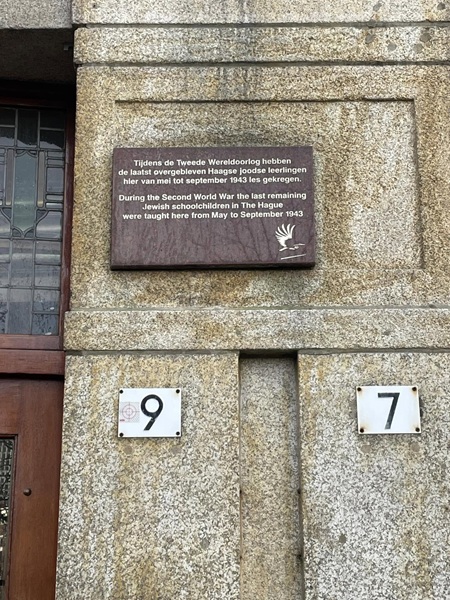 Tijdens de Tweede Wereldoorlog hebben
de laatst overgebleven Haagse joodse leerlingen
hier van mei tot september 1943 les gekregen.
During the Second World War the last remaining
Jewish schoolchildren in The Hague
were taught here from May to September 1943
9 7